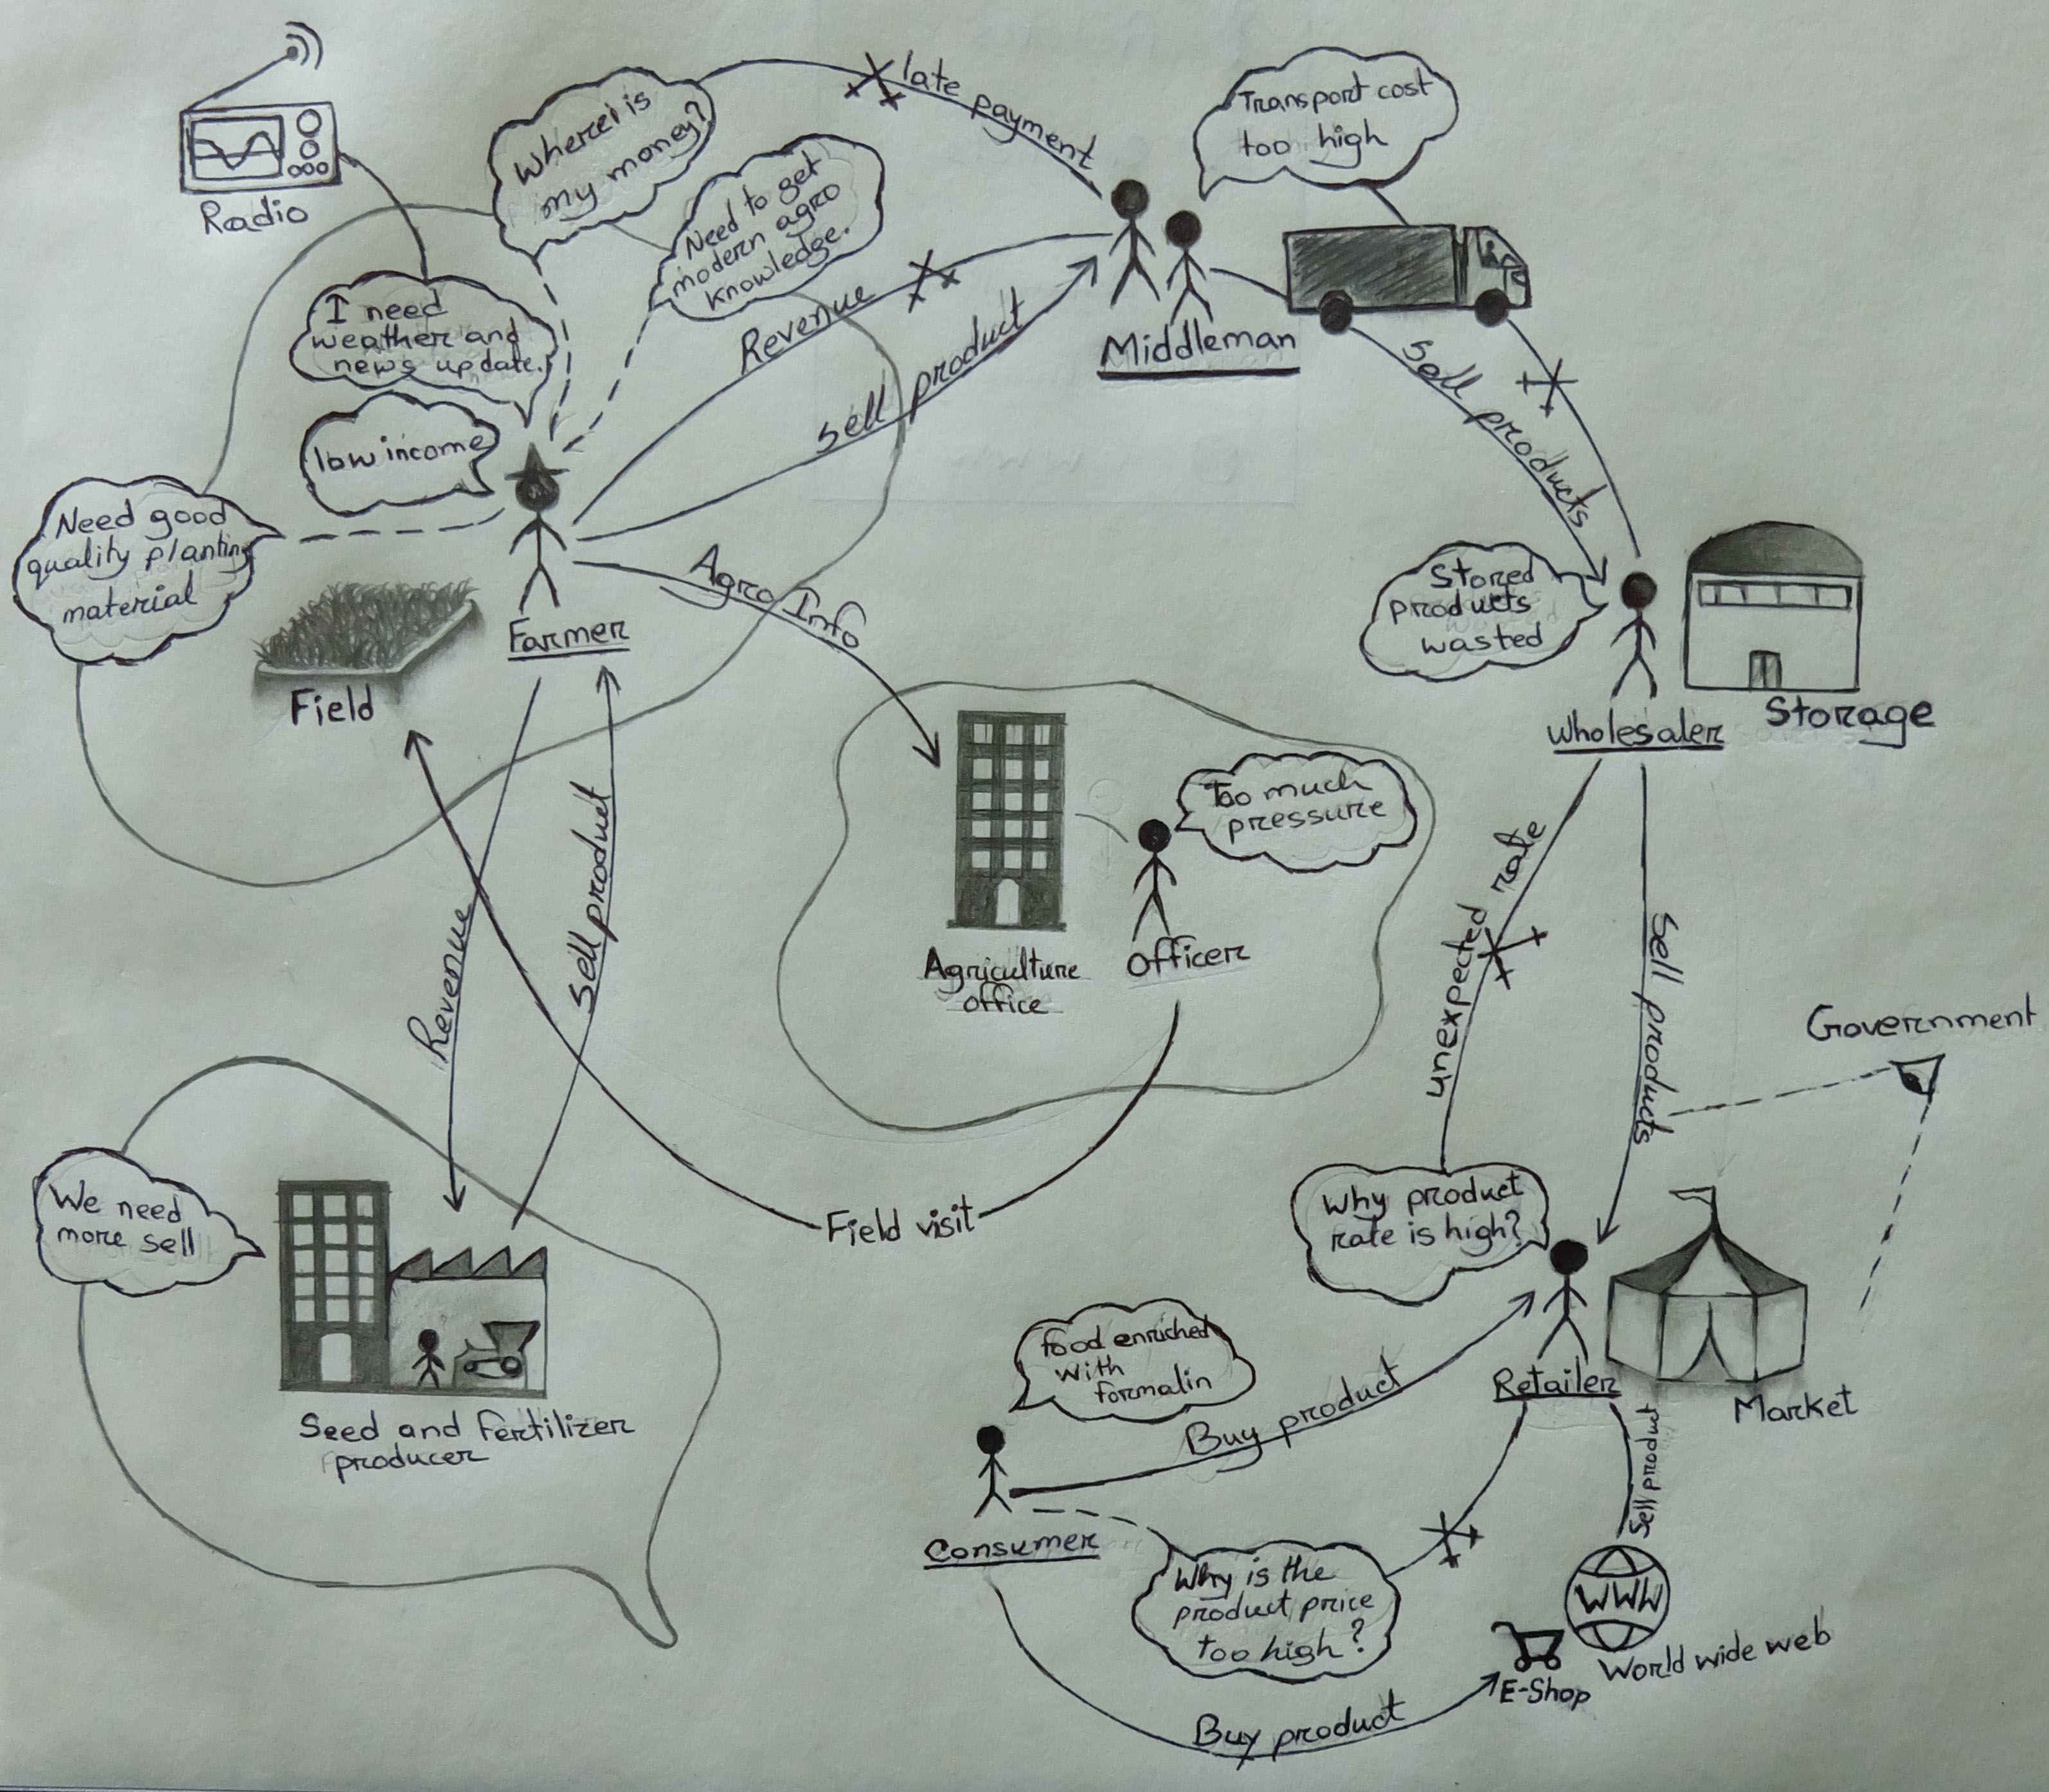 Radio
Where is
my money?
late payment
Transport cost
too high
Need to get
modern agro
knowledge.
I need
weather and
news update.
Revenue
sell product
Middleman
Sell products
low income
Need good
quality planting
material
Field
Farmer
Agro Info
Stored
products
wasted
Wholesaler
Storage
Too much
pressure
Agriculture
office
Officer
Revenue
Sell product
unexpected rate
Sell products
Government
We need
more sell
Field visit
Why product
rate is high?
Seed and fertilizer
producer
food enriched
with
formalin
Buy product
Retailer
Market
Sell product
Consumer
Why is the
product price
too high?
WWW
World wide web
E-Shop
Buy product